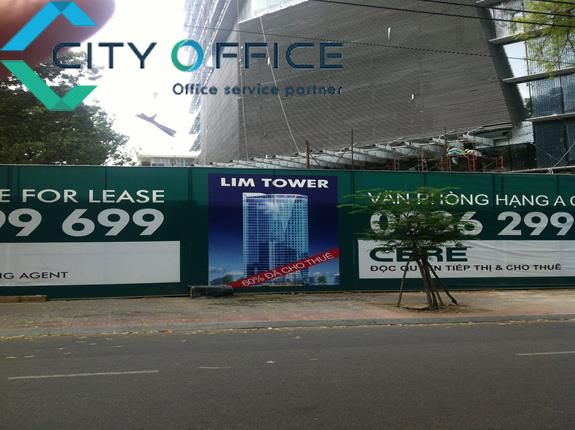 CITY OFFICE
Office service partner
E FOR LEASE
99 699
NG AGENT
LIM TOWER
60% ĐÃ CHO THUÊ
VĂN PHÒNG HẠNG A
6 299
CBRE
ĐỘC QUYỀN TIẾP THỊ & CHO THUÊ